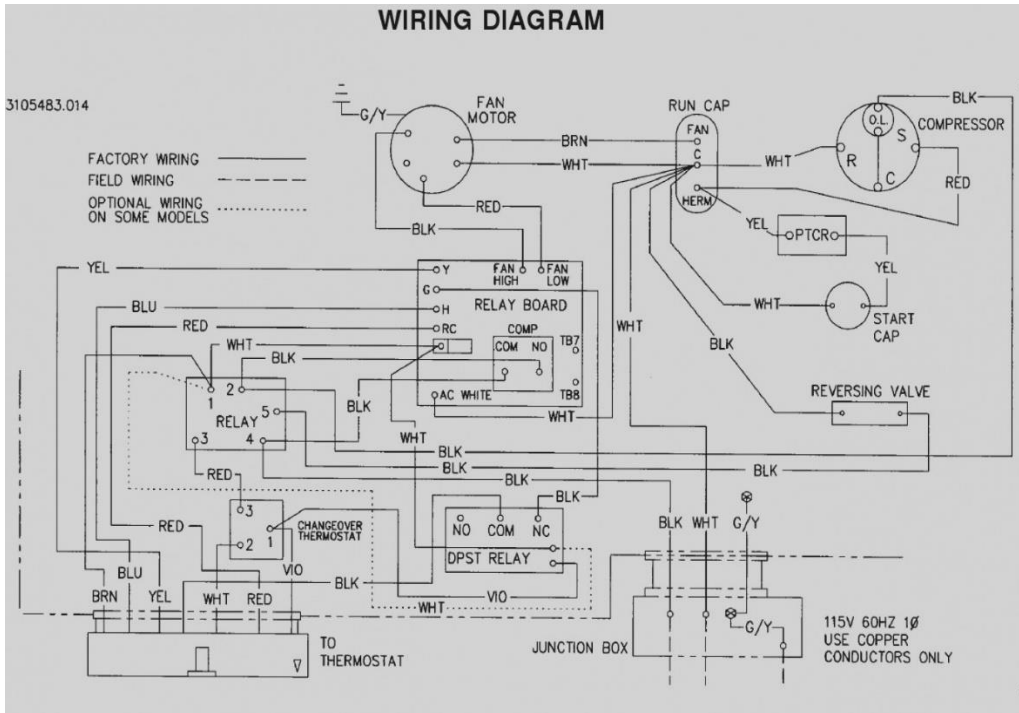 WIRING DIAGRAM
3105483.014
FACTORY WIRING
FIELD WIRING
OPTIONAL WIRING
ON SOME MODELS
G/Y
FAN
MOTOR
BRN
WHT
RED
BLK
RUN CAP
FAN
C
HERM
WHT
O.L.
S
R
C
COMPRESSOR
BLK
RED
YEL
PTCR
YEL
WHT
START
CAP
BLK
WHT
REVERSING VALVE
YEL
BLU
RED
WHT
BLK
Y
G
H
RC
FAN
HIGH
FAN
LOW
RELAY BOARD
COMP
COM NO
TB7
TB8
AC WHITE
WHT
BLK
WHT
1
2
RELAY
5
3
4
BLK
BLK
BLK
BLK
RED
BLK
3
1
2
CHANGEOVER
THERMOSTAT
RED
NO COM NC
DPST RELAY
BLK WHT G/Y
BLU
VIO
BLK
BRN
YEL
WHT
RED
WHT
VIO
TO
THERMOSTAT
JUNCTION BOX
G/Y
115V 60HZ 1Ø
USE COPPER
CONDUCTORS ONLY